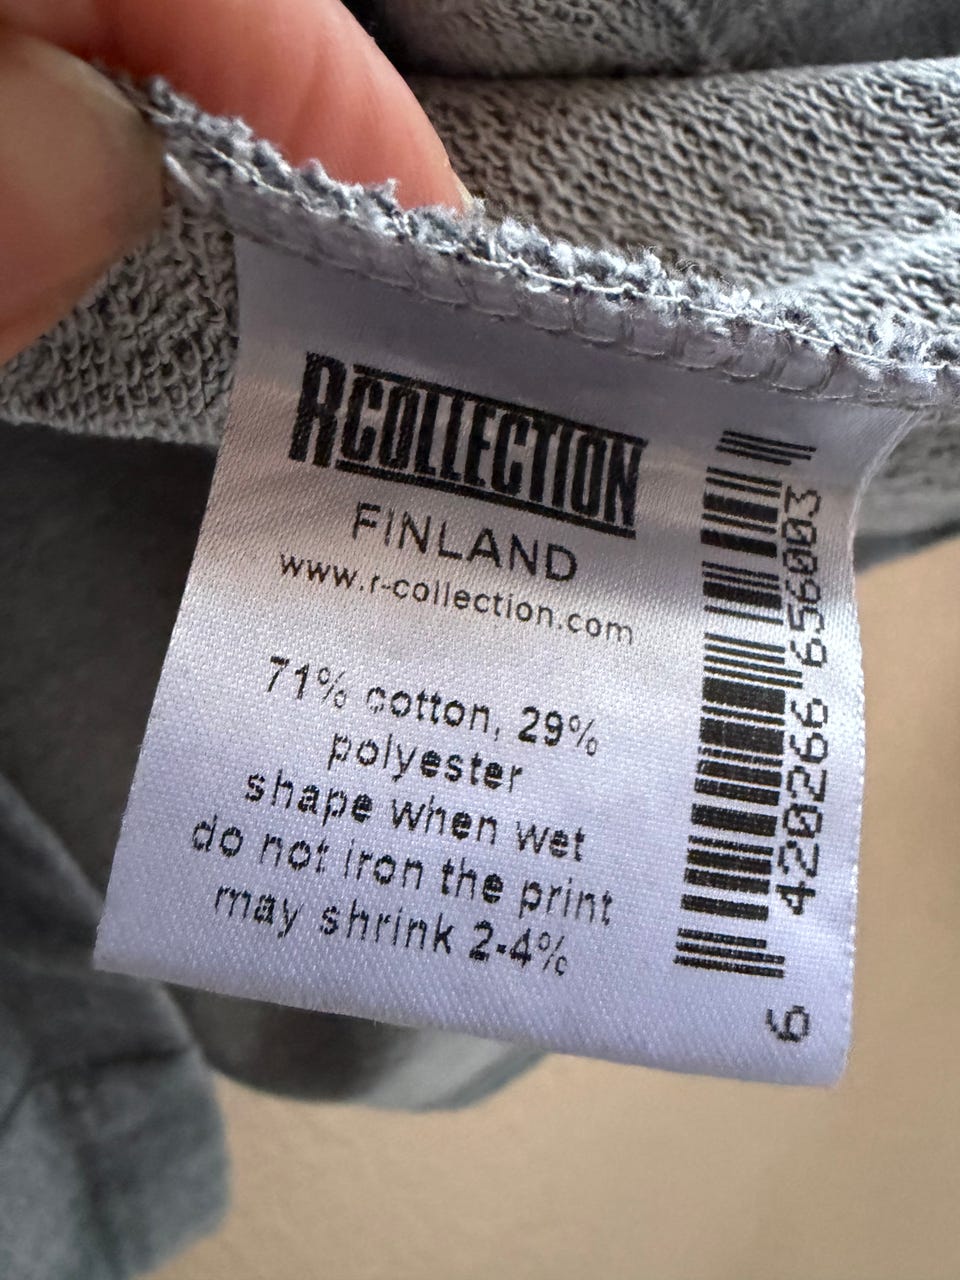 RCOLLECTION
FINLAND
www.r-collection.com
71% cotton, 29%
polyester
shape when wet
do not iron the print
may shrink 2-4%
6 420266 656003